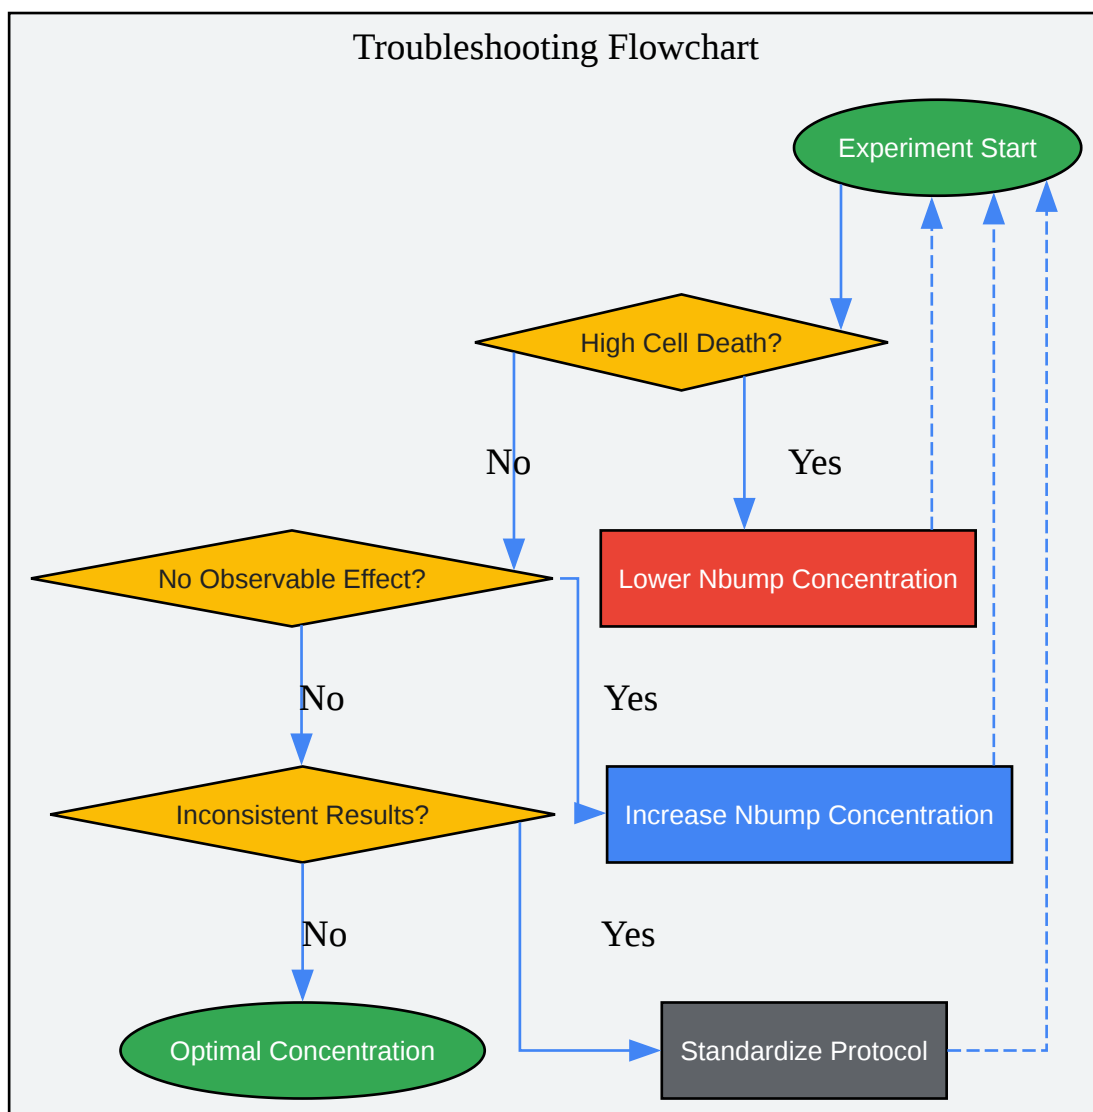 Troubleshooting Flowchart
Experiment Start
High Cell Death?
No
Yes
No Observable Effect?
Lower Nbump Concentration
No
Yes
Inconsistent Results?
Increase Nbump Concentration
No
Yes
Optimal Concentration
Standardize Protocol